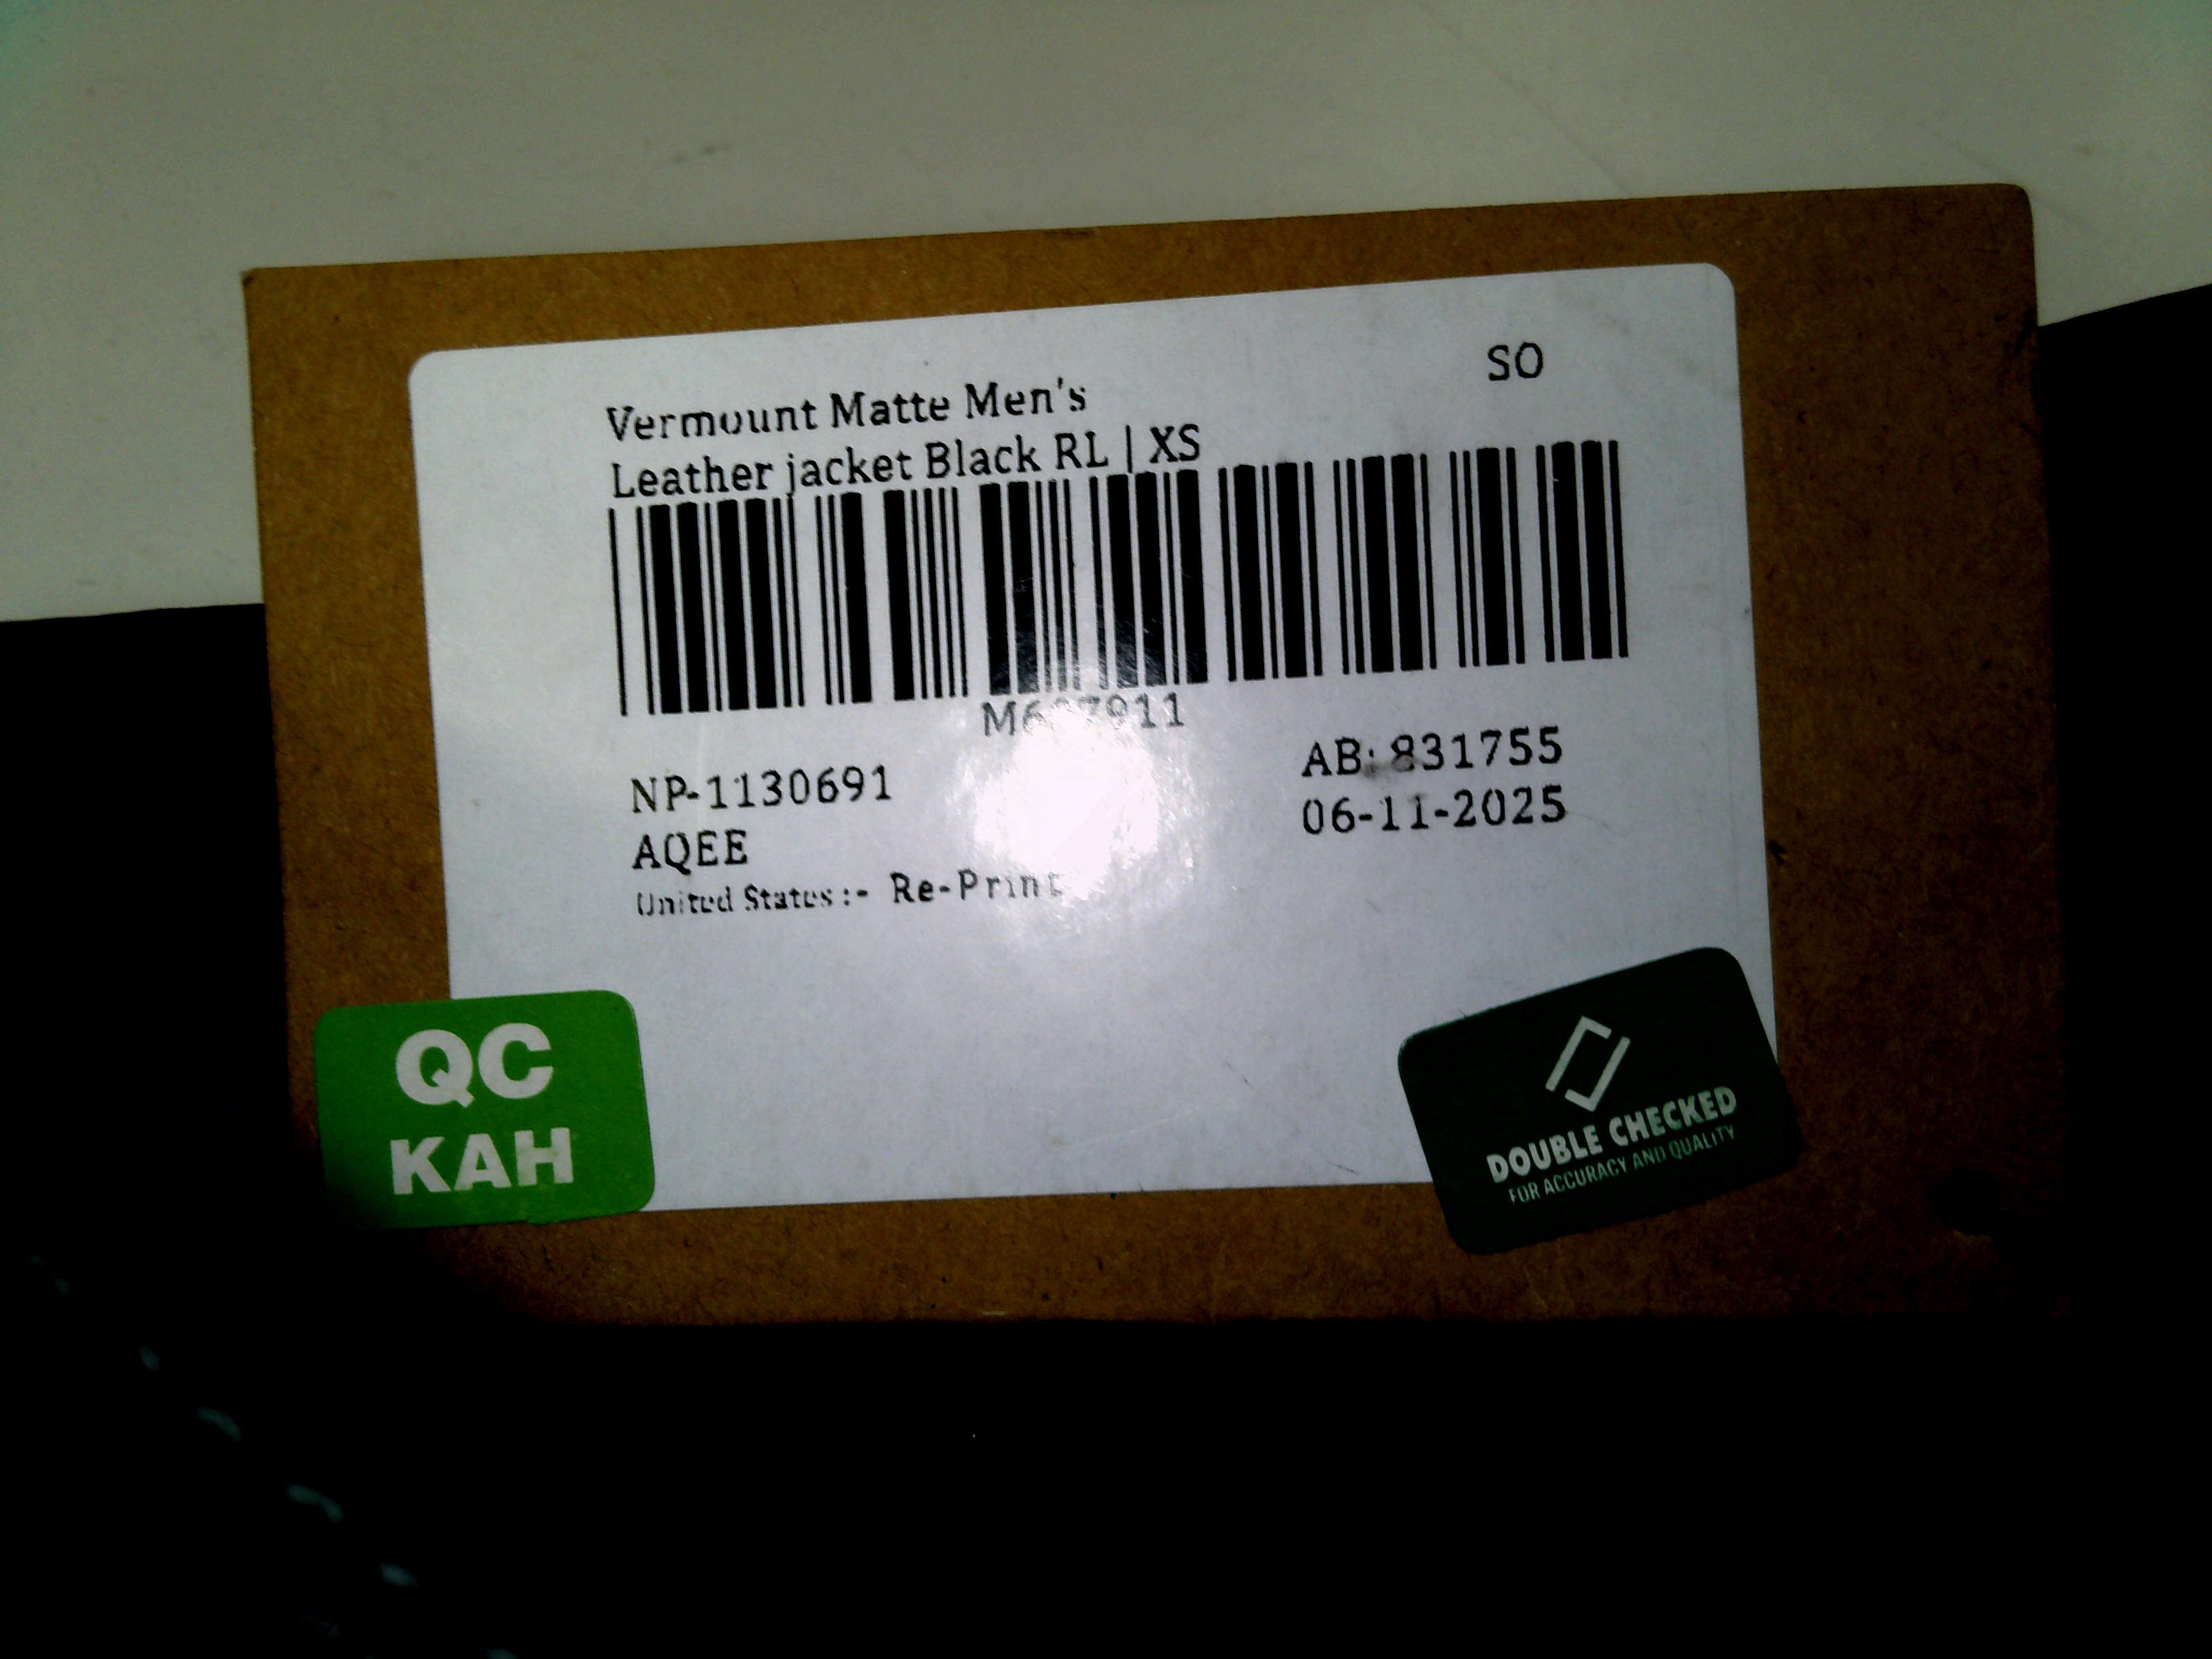 SO
Vermount Matte Men's
Leather jacket Black RL | XS
NP-1130691
AB: 831755
AQEE
06-11-2025
United States :- Re-Print
QC
KAH
DOUBLE CHECKED
FOR ACCURACY AND QUALITY